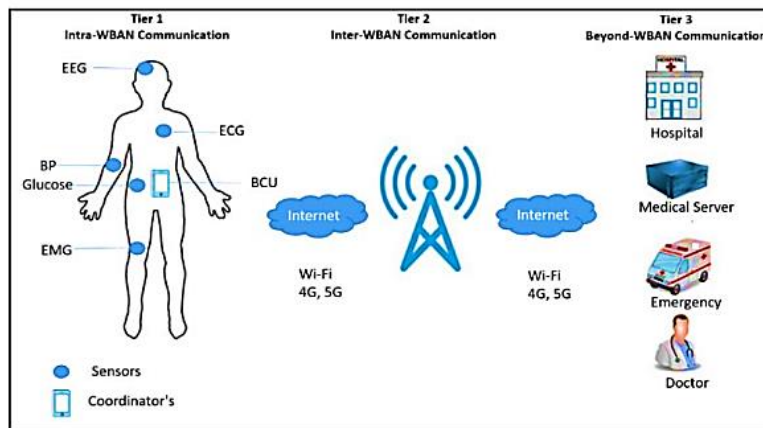 Tier 1
Intra-WBAN Communication
Tier 2
Inter-WBAN Communication
Tier 3
Beyond-WBAN Communication
EEG
ECG
BP
Glucose
BCU
EMG
Sensors
Coordinator's
Internet
Wi-Fi
4G, 5G
Internet
Wi-Fi
4G, 5G
HOSPITAL
Hospital
Medical Server
Emergency
Doctor